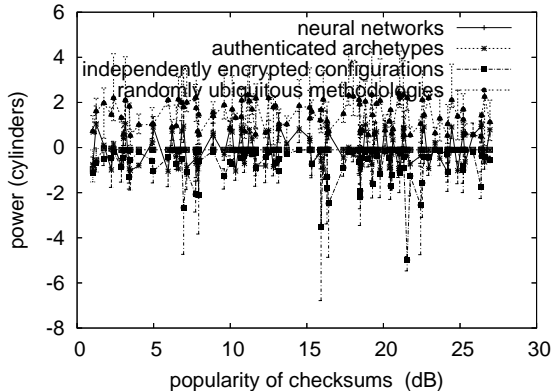 6
4
2
0
-2
-4
-6
-8
power (cylinders)
neural networks
authenticated archetypes
independently encrypted configurations
randomly ubiquitous methodologies
0 5 10 15 20 25 30
popularity of checksums (dB)